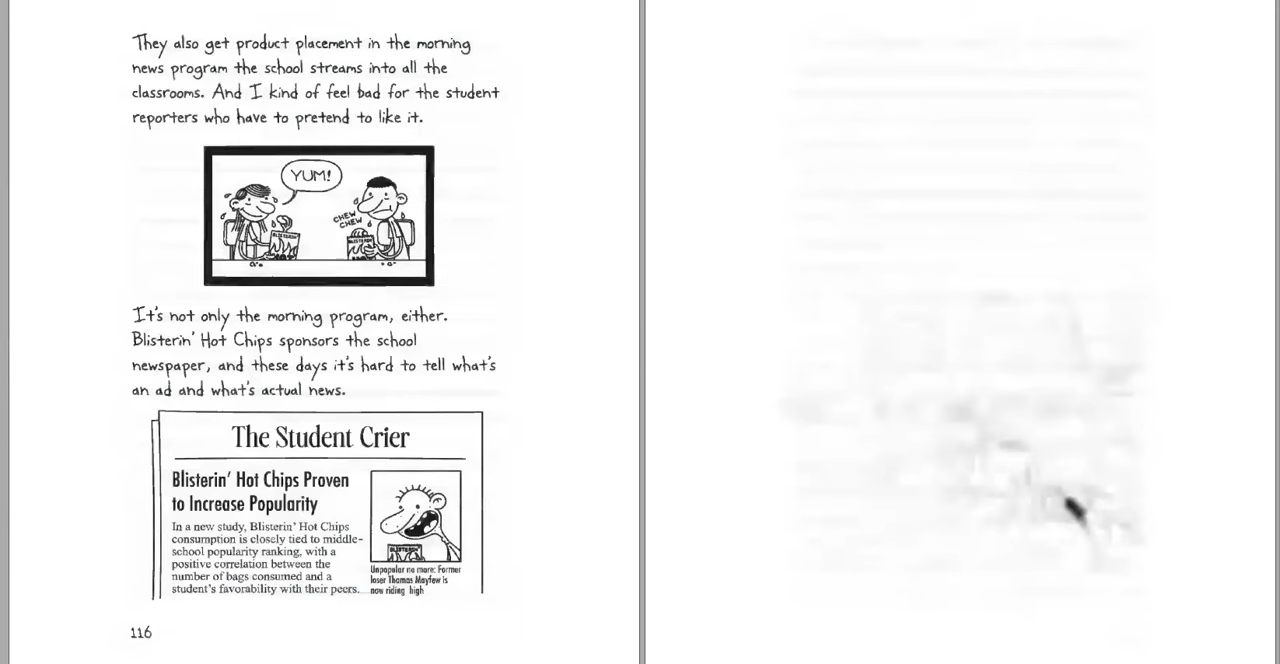 They also get product placement in the morning
news program the school streams into all the
classrooms. And I kind of feel bad for the student
reporters who have to pretend to like it.
YUM!
CHEW
CHEW
BLISTERIN'
BLISTERIN'
It's not only the morning program, either.
Blisterin' Hot Chips sponsors the school
newspaper, and these days it's hard to tell what's
an ad and what's actual news.
The Student Crier
Blisterin' Hot Chips Proven
to Increase Popularity
In a new study, Blisterin' Hot Chips
consumption is closely tied to middle-
school popularity ranking, with a
positive correlation between the
number of bags consumed and a
student's favorability with their peers.
BLISTERIN'
Unpopular no more: Former
loser Thomas Mayfew is
now riding high
116